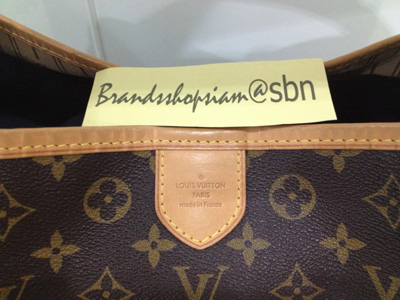 Brandsshopsiam@sbn
LOUIS VUITTON
PARIS
made in France